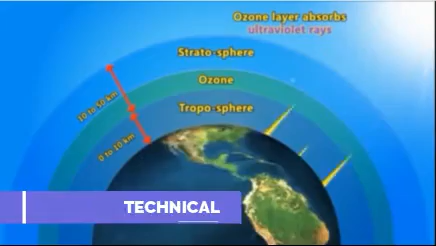 Ozone layer absorbs
ultraviolet rays
Strato-sphere
Ozone
Tropo-sphere
10 to 50 km
0 to 10 km
TECHNICAL